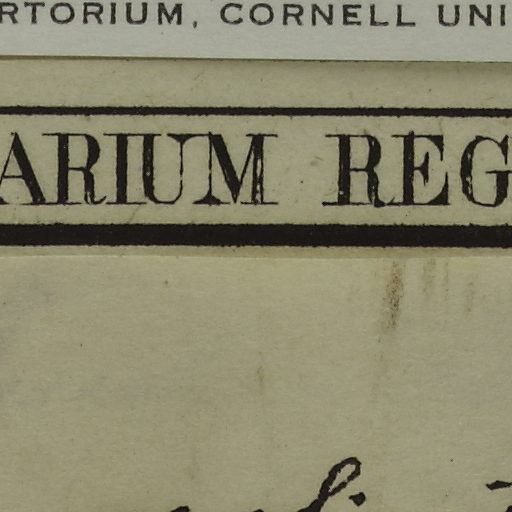 RTORIUM, CORNELL UNI
ARIUM REG